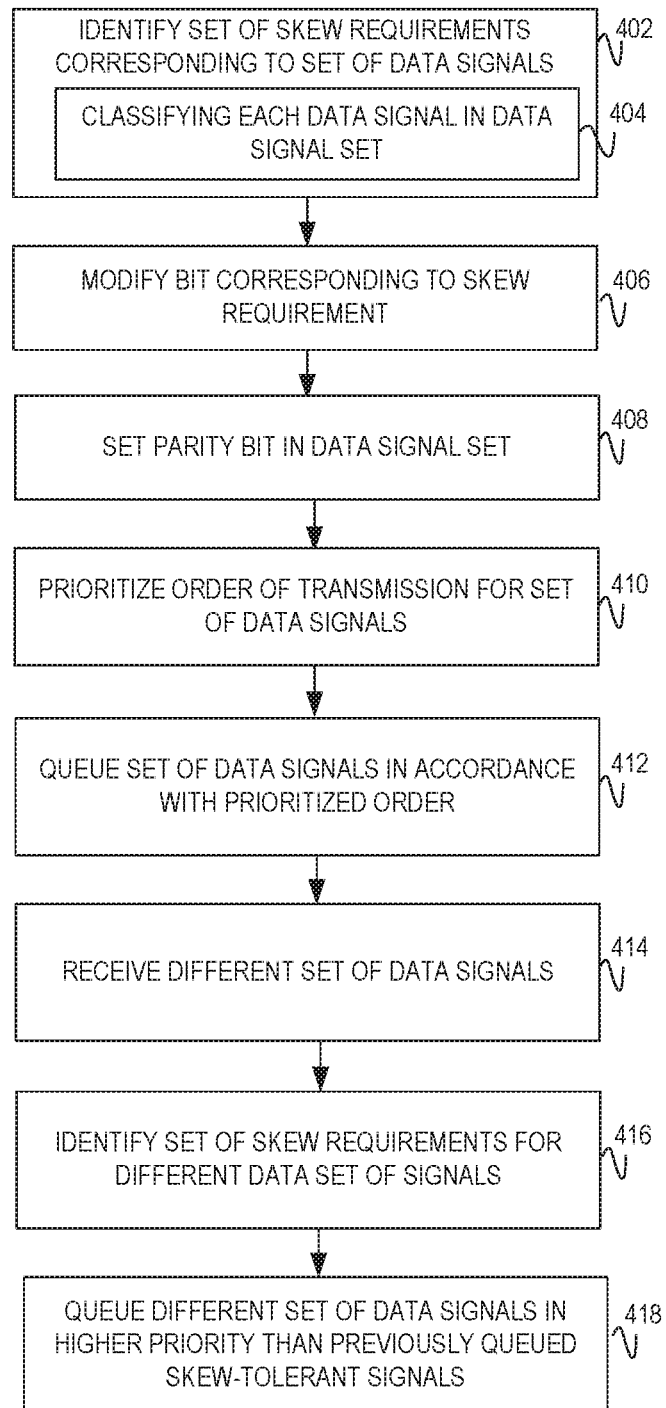 IDENTIFY SET OF SKEW REQUIREMENTS
CORRESPONDING TO SET OF DATA SIGNALS
402
CLASSIFYING EACH DATA SIGNAL IN DATA
SIGNAL SET
404
MODIFY BIT CORRESPONDING TO SKEW
REQUIREMENT
406
SET PARITY BIT IN DATA SIGNAL SET
408
PRIORITIZE ORDER OF TRANSMISSION FOR SET
OF DATA SIGNALS
410
QUEUE SET OF DATA SIGNALS IN ACCORDANCE
WITH PRIORITIZED ORDER
412
RECEIVE DIFFERENT SET OF DATA SIGNALS
414
IDENTIFY SET OF SKEW REQUIREMENTS FOR
DIFFERENT DATA SET OF SIGNALS
416
QUEUE DIFFERENT SET OF DATA SIGNALS IN
HIGHER PRIORITY THAN PREVIOUSLY QUEUED
SKEW-TOLERANT SIGNALS
418